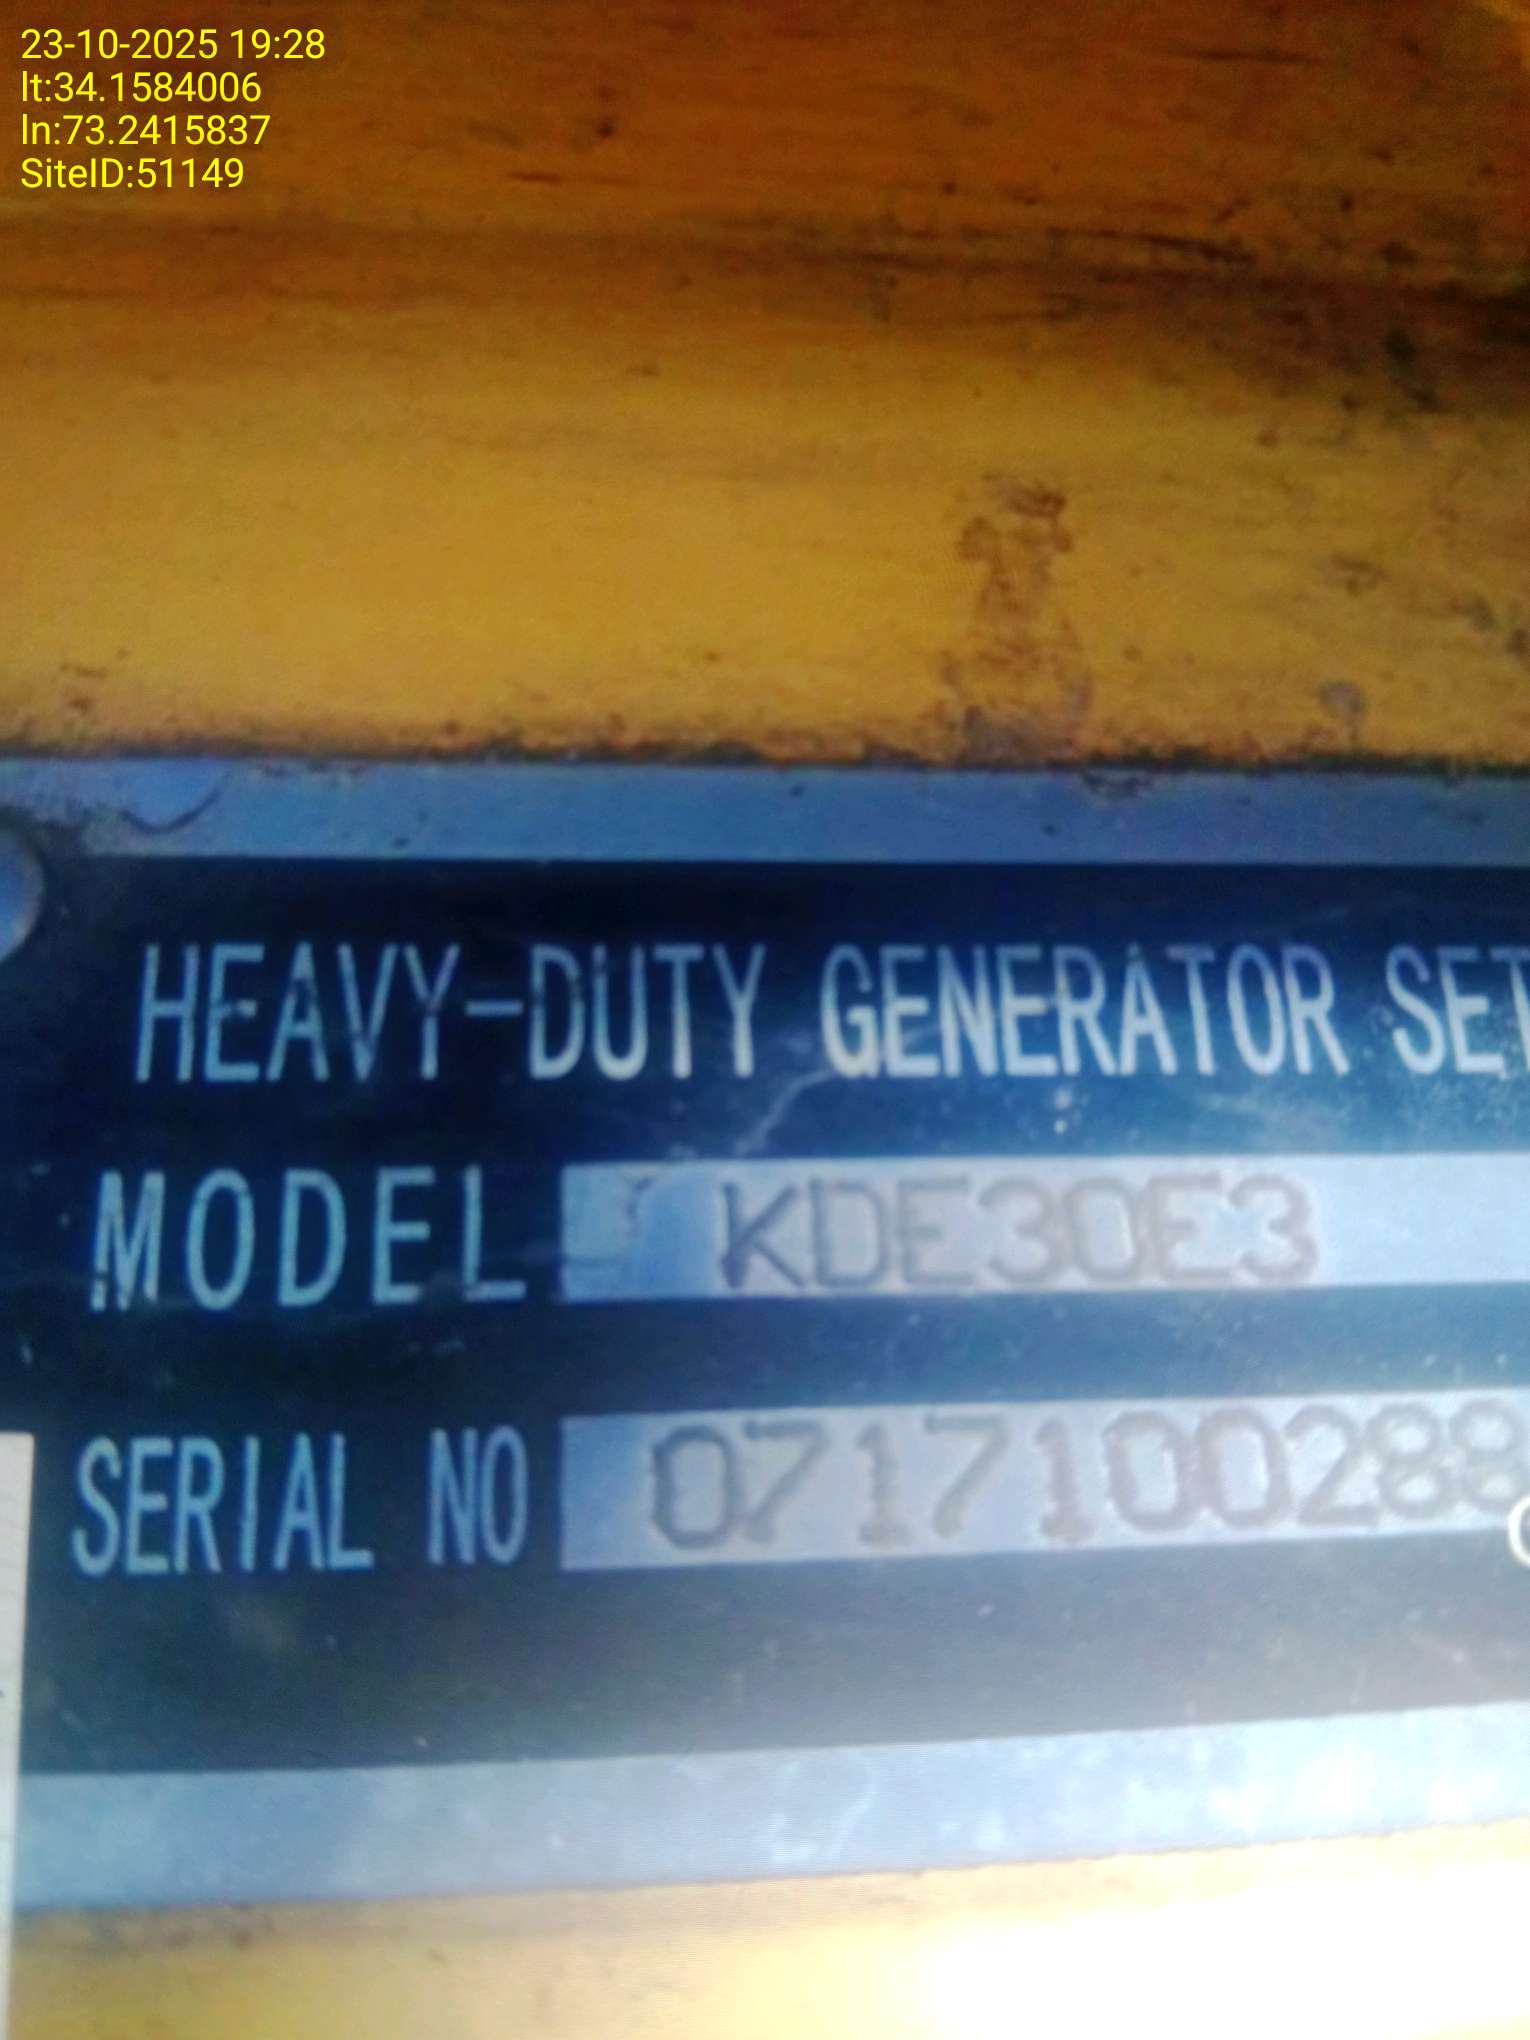 23-10-2025 19:28
lt:34.1584006
ln:73.2415837
SiteID:51149
HEAVY-DUTY GENERATOR SET
MODEL KDE30E3
SERIAL NO 0717100288